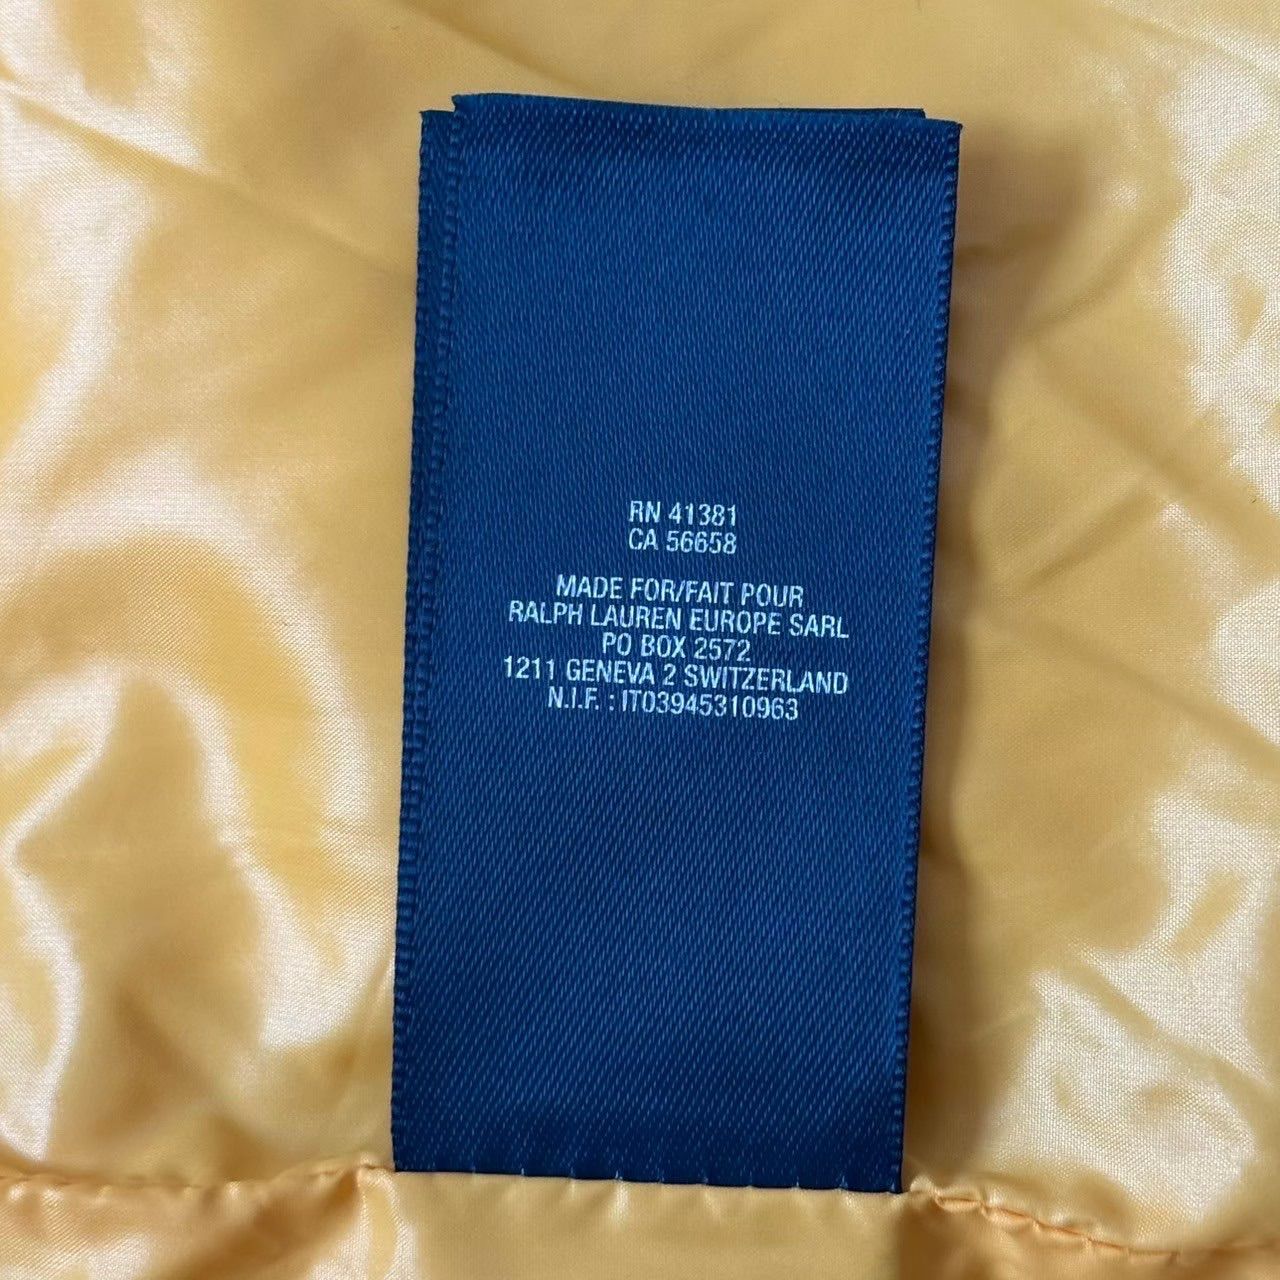 RN 41381
CA 56658
MADE FOR/FAIT POUR
RALPH LAUREN EUROPE SARL
PO BOX 2572
1211 GENEVA 2 SWITZERLAND
N.I.F. : IT03945310963